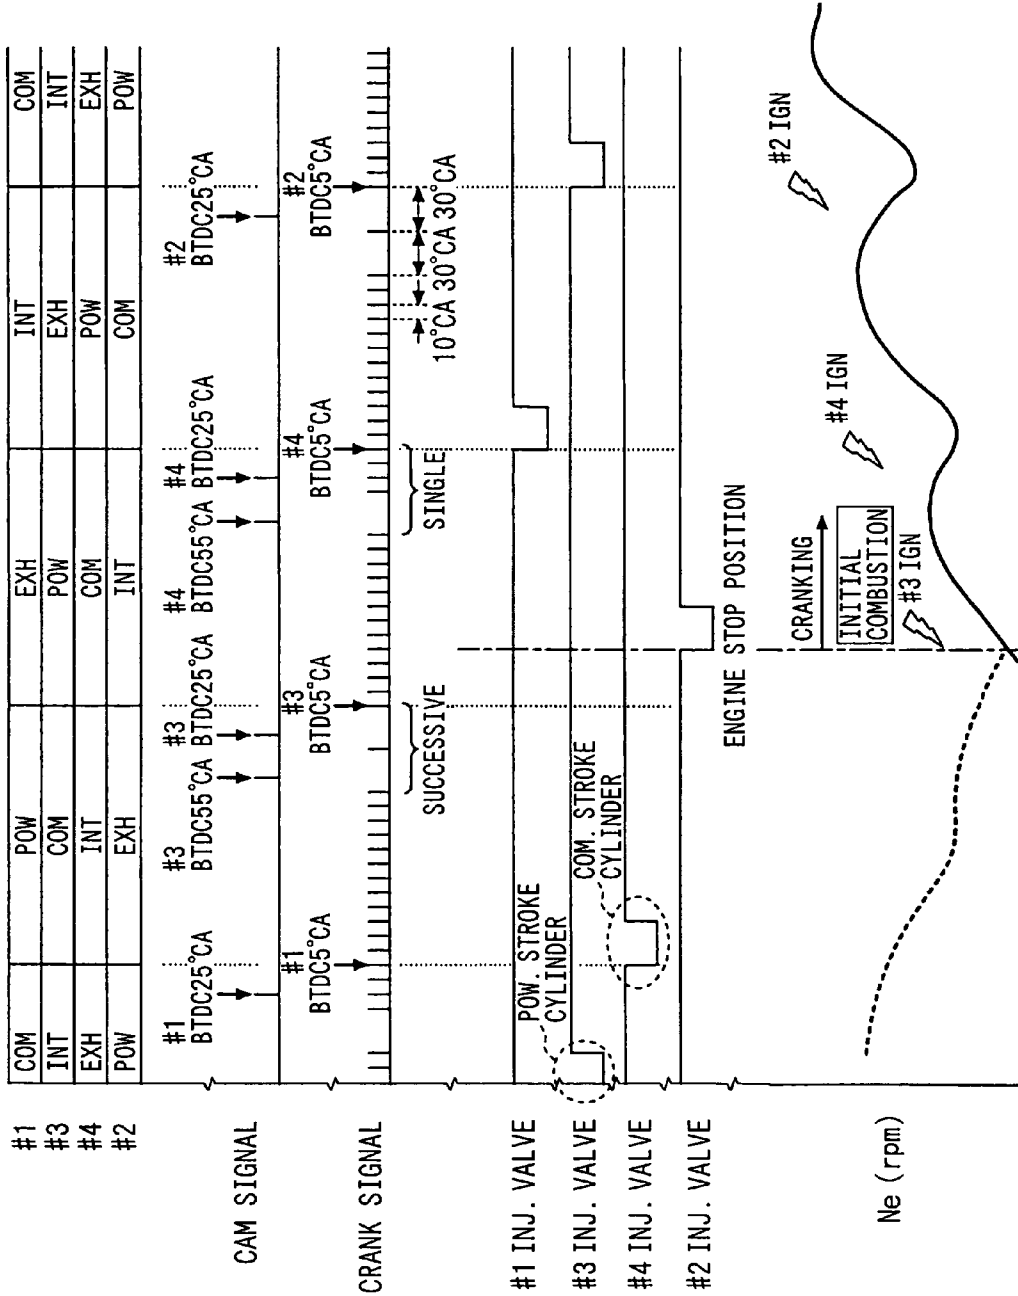 #1 COM POW EXH INT COM
#3 INT COM POW EXH INT
#4 EXH INT COM POW EXH
#2 POW EXH INT COM POW
CAM SIGNAL
#1
BTDC25°CA
#3
BTDC55°CA
#3
BTDC25°CA
#4
BTDC55°CA
#4
BTDC25°CA
#2
BTDC25°CA
CRANK SIGNAL
#1
BTDC5°CA
#3
BTDC5°CA
#4
BTDC5°CA
#2
BTDC5°CA
SUCCESSIVE
SINGLE
10°CA 30°CA 30°CA
#1 INJ. VALVE
#3 INJ. VALVE
#4 INJ. VALVE
#2 INJ. VALVE
POW. STROKE
CYLINDER
COM. STROKE
CYLINDER
ENGINE STOP POSITION
CRANKING
INITIAL
COMBUSTION
#3 IGN
#4 IGN
#2 IGN
Ne (rpm)